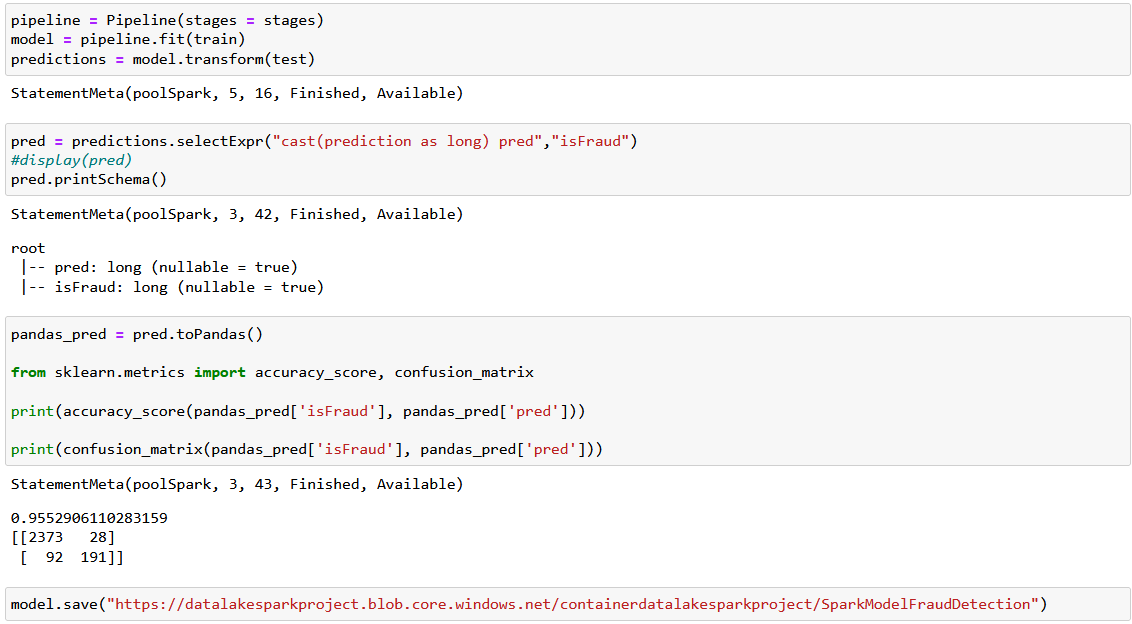 pipeline = Pipeline(stages = stages)
model = pipeline.fit(train)
predictions = model.transform(test)
StatementMeta(poolSpark, 5, 16, Finished, Available)
pred = predictions.selectExpr("cast(prediction as long) pred","isFraud")
#display(pred)
pred.printSchema()
StatementMeta(poolSpark, 3, 42, Finished, Available)
root
 |-- pred: long (nullable = true)
 |-- isFraud: long (nullable = true)
pandas_pred = pred.toPandas()
from sklearn.metrics import accuracy_score, confusion_matrix
print(accuracy_score(pandas_pred['isFraud'], pandas_pred['pred']))
print(confusion_matrix(pandas_pred['isFraud'], pandas_pred['pred']))
StatementMeta(poolSpark, 3, 43, Finished, Available)
0.9552906110283159
[[2373   28]
 [  92  191]]
model.save("https://datalakesparkproject.blob.core.windows.net/containerdatalakesparkproject/SparkModelFraudDetection")